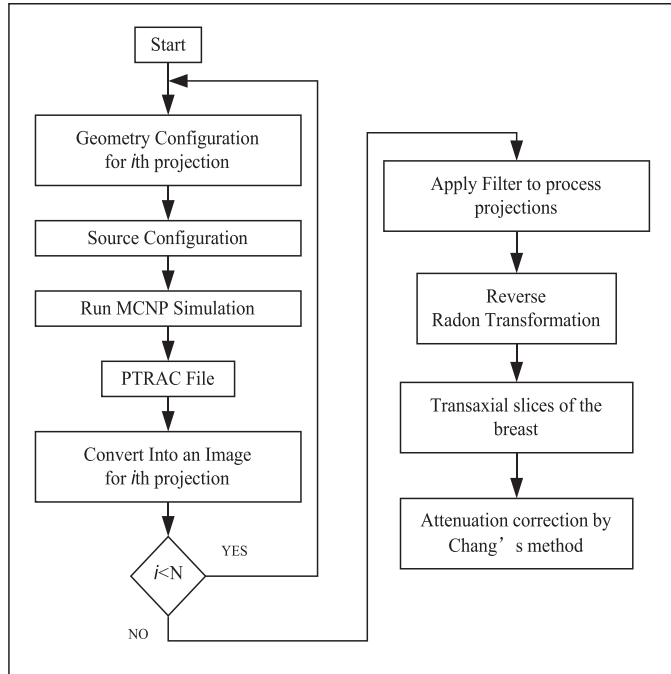 Start
Geometry Configuration
for ith projection
Source Configuration
Run MCNP Simulation
PTRAC File
Convert Into an Image
for ith projection
i<N
YES
NO
Apply Filter to process
projections
Reverse
Radon Transformation
Transaxial slices of the
breast
Attenuation correction by
Chang’s method